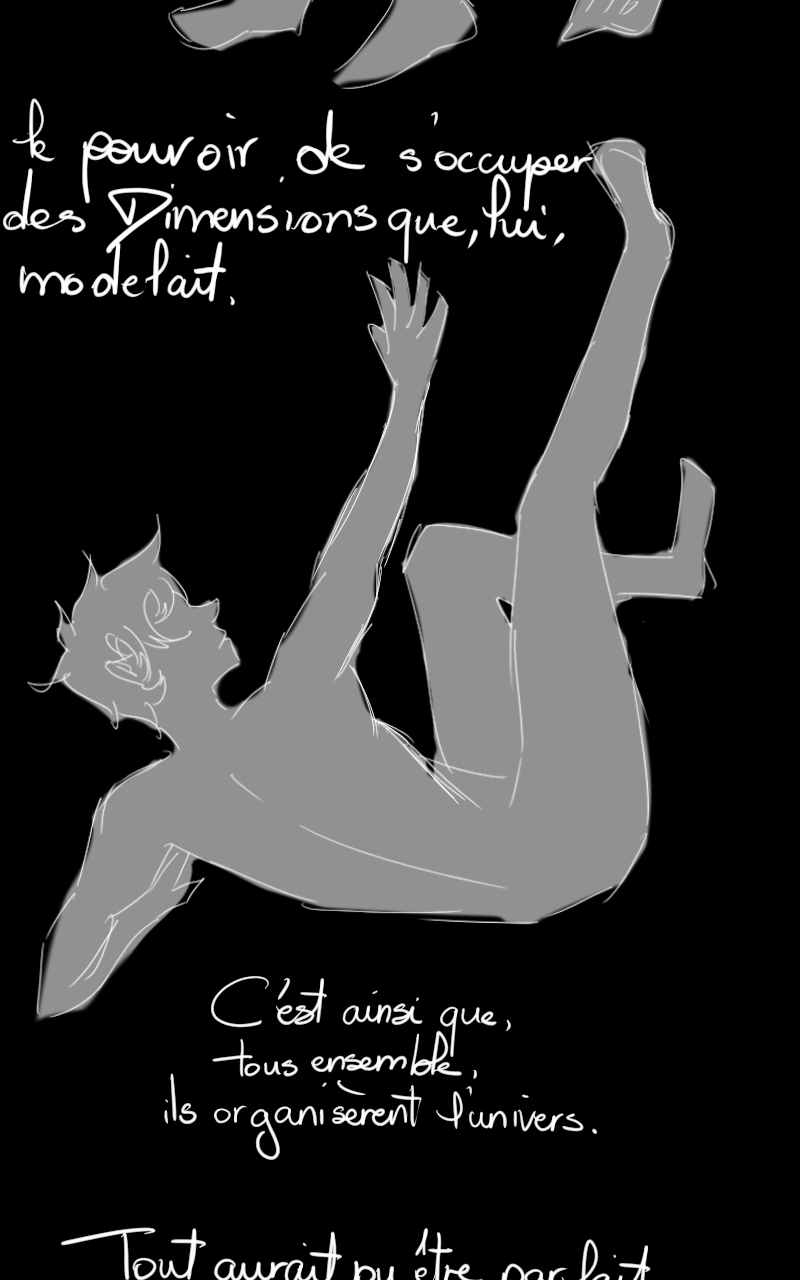 le pouvoir de s'occuper
des Dimensions que, lui,
modelait.
C'est ainsi que,
tous ensemble,
ils organisèrent l'univers.
Tout aurait pu être parfait